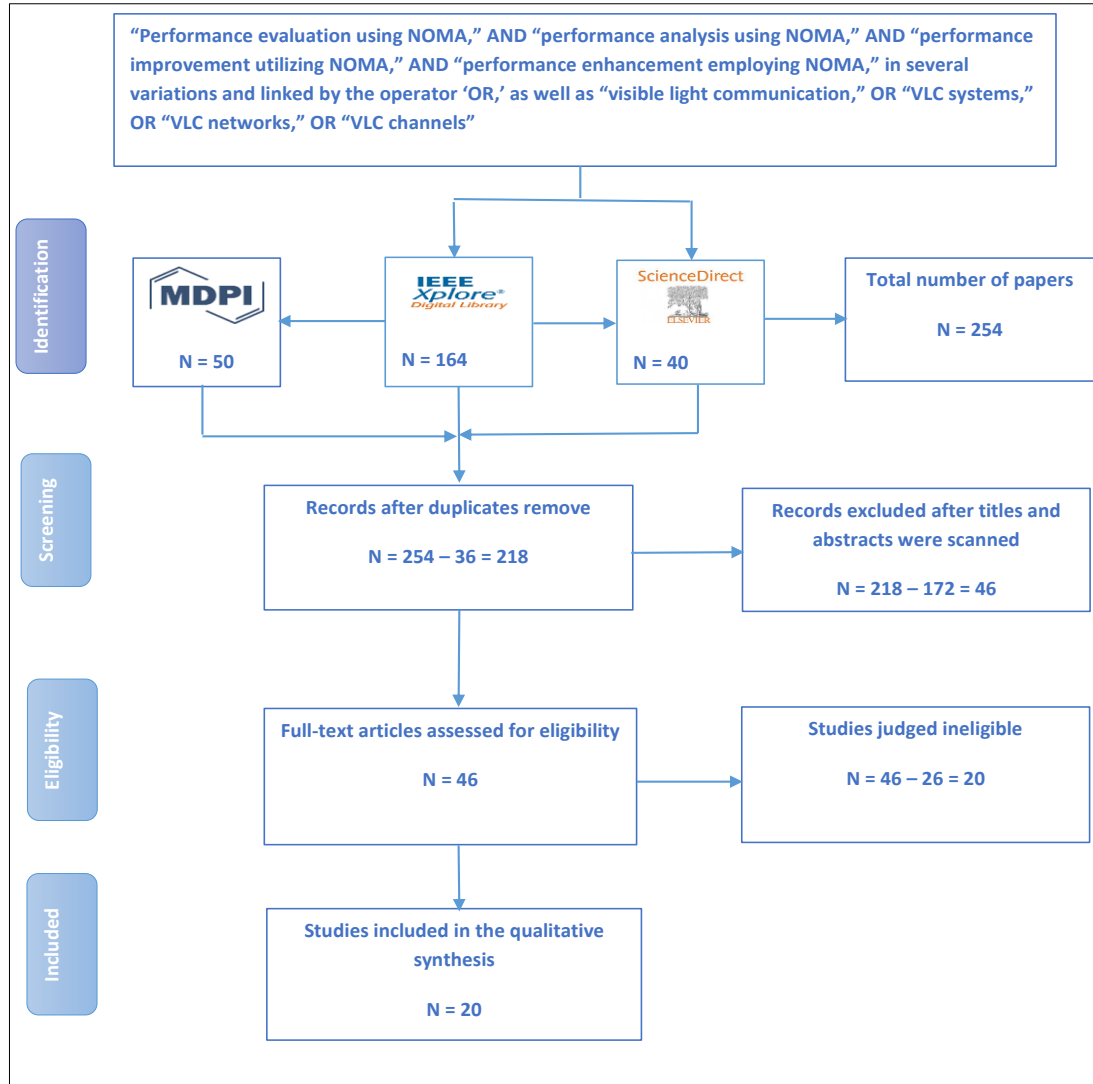 “Performance evaluation using NOMA,” AND “performance analysis using NOMA,” AND “performance
improvement utilizing NOMA,” AND “performance enhancement employing NOMA,” in several
variations and linked by the operator ‘OR,’ as well as “visible light communication,” OR “VLC systems,”
OR “VLC networks,” OR “VLC channels”
Identification
MDPI
N = 50
IEEE
Xplore®
Digital Library
N = 164
ScienceDirect
ELSEVIER
N = 40
Total number of papers
N = 254
Screening
Records after duplicates remove
N = 254 – 36 = 218
Records excluded after titles and
abstracts were scanned
N = 218 – 172 = 46
Eligibility
Full-text articles assessed for eligibility
N = 46
Studies judged ineligible
N = 46 – 26 = 20
Included
Studies included in the qualitative
synthesis
N = 20